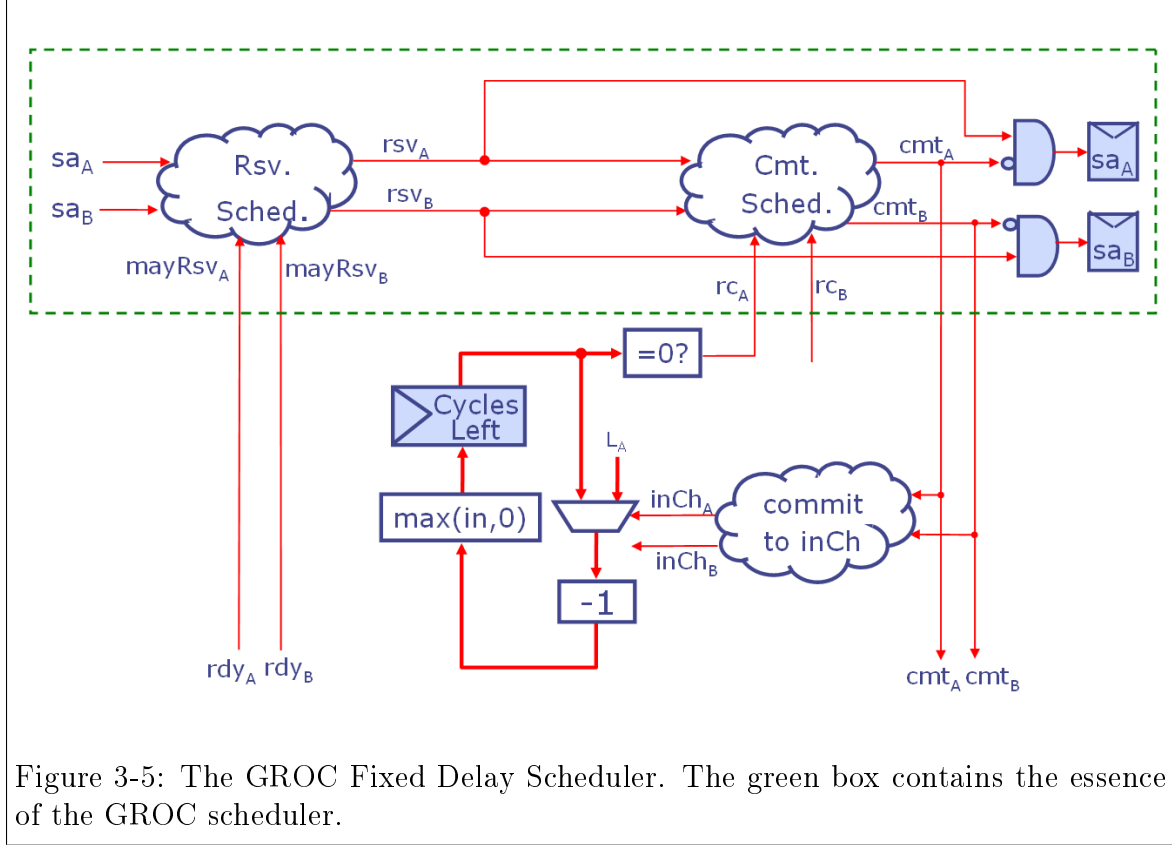 sa_A
sa_B
Rsv.
Sched.
rsv_A
rsv_B
mayRsv_A
mayRsv_B
Cmt.
Sched.
cmt_A
cmt_B
sa_A
sa_B
rc_A
rc_B
=0?
Cycles
Left
L_A
max(in,0)
inCh_A
inCh_B
commit
to inCh
-1
rdy_A rdy_B
cmt_A cmt_B
Figure 3-5: The GROC Fixed Delay Scheduler. The green box contains the essence
of the GROC scheduler.